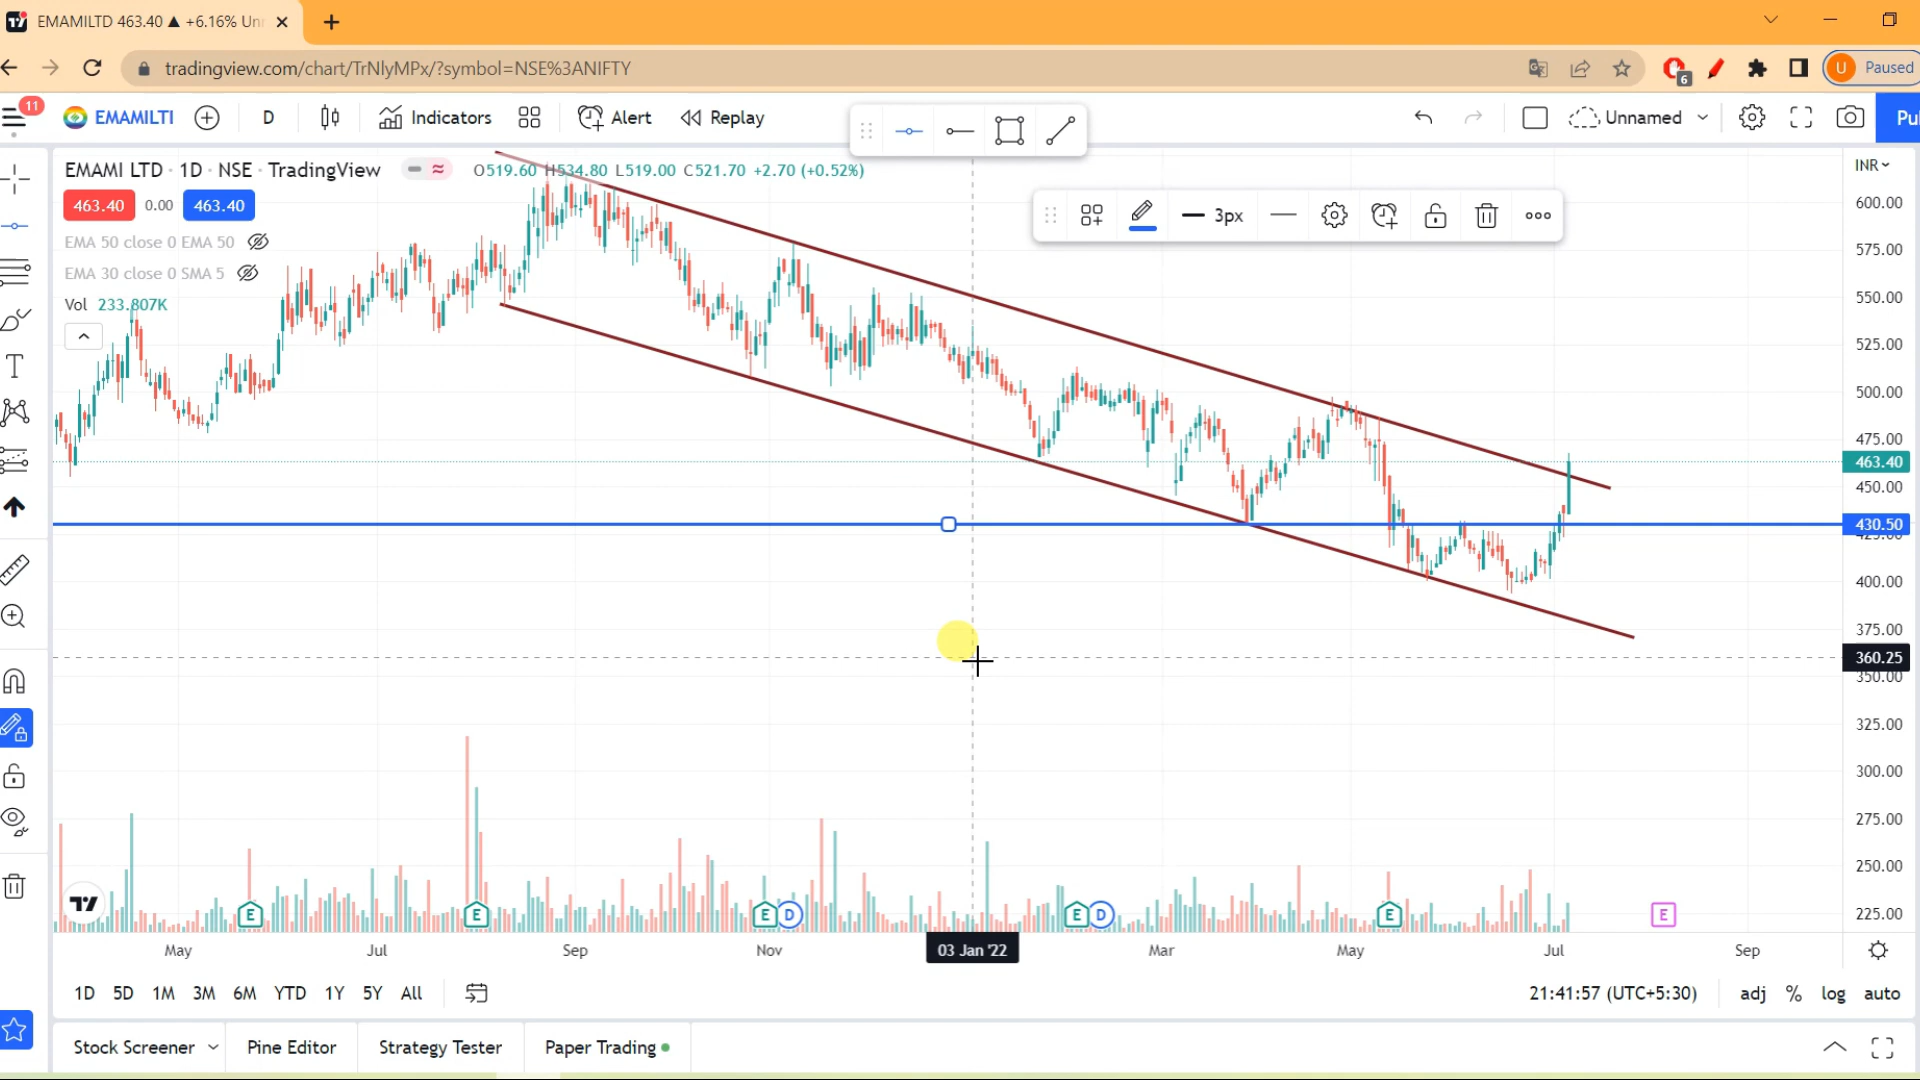 EMAMILTD 463.40 ▲ +6.16% Un
tradingview.com/chart/TrNlyMPx/?symbol=NSE%3ANIFTY
6
U Paused
11
EMAMILTI
D
Indicators
Alert
Replay
Unnamed
Pu
EMAMI LTD · 1D · NSE · TradingView
O519.60 H534.80 L519.00 C521.70 +2.70 (+0.52%)
INR
463.40
0.00
463.40
3px
EMA 50 close 0 EMA 50
EMA 30 close 0 SMA 5
Vol 233.807K
600.00
575.00
550.00
525.00
500.00
475.00
463.40
450.00
430.50
425.00
400.00
375.00
360.25
350.00
325.00
300.00
275.00
250.00
225.00
E
E
E
D
E
D
E
E
May
Jul
Sep
Nov
03 Jan '22
Mar
May
Jul
Sep
1D 5D 1M 3M 6M YTD 1Y 5Y All
21:41:57 (UTC+5:30)
adj % log auto
Stock Screener
Pine Editor
Strategy Tester
Paper Trading